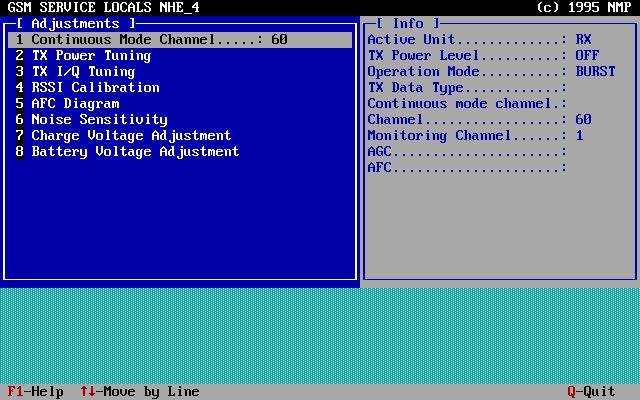 GSM SERVICE LOCALS NHE_4 (c) 1995 NMP
[ Adjustments ]
1 Continuous Mode Channel.....: 60
2 TX Power Tuning
3 TX I/Q Tuning
4 RSSI Calibration
5 AFC Diagram
6 Noise Sensitivity
7 Charge Voltage Adjustment
8 Battery Voltage Adjustment
[ Info ]
Active Unit.............: RX
TX Power Level..........: OFF
Operation Mode..........: BURST
TX Data Type............:
Continuous mode channel.:
Channel.................: 60
Monitoring Channel......: 1
AGC.....................:
AFC.....................:
F1-Help ↑↓-Move by Line Q-Quit